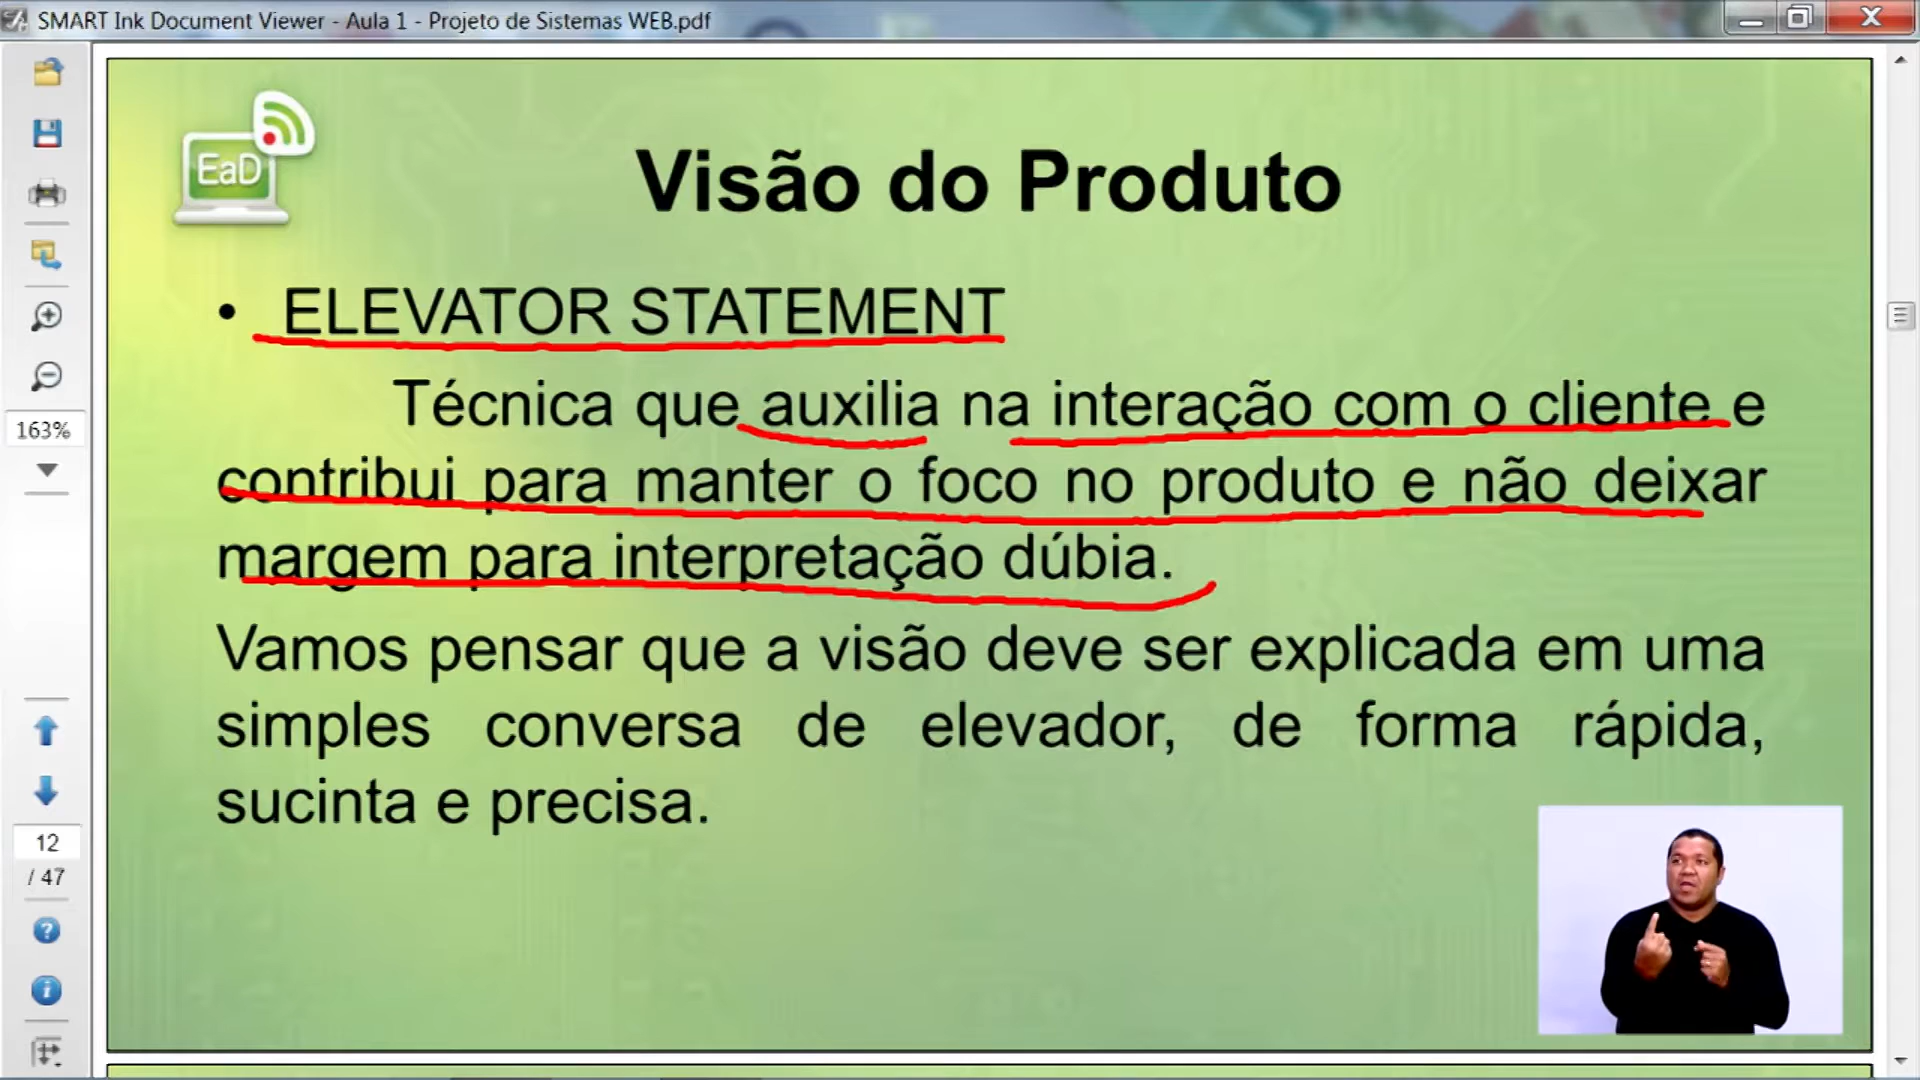 SMART Ink Document Viewer - Aula 1 - Projeto de Sistemas WEB.pdf
EaD
Visão do Produto
• ELEVATOR STATEMENT
Técnica que auxilia na interação com o cliente e
contribui para manter o foco no produto e não deixar
margem para interpretação dúbia.
Vamos pensar que a visão deve ser explicada em uma
simples conversa de elevador, de forma rápida,
sucinta e precisa.
163%
12
/ 47